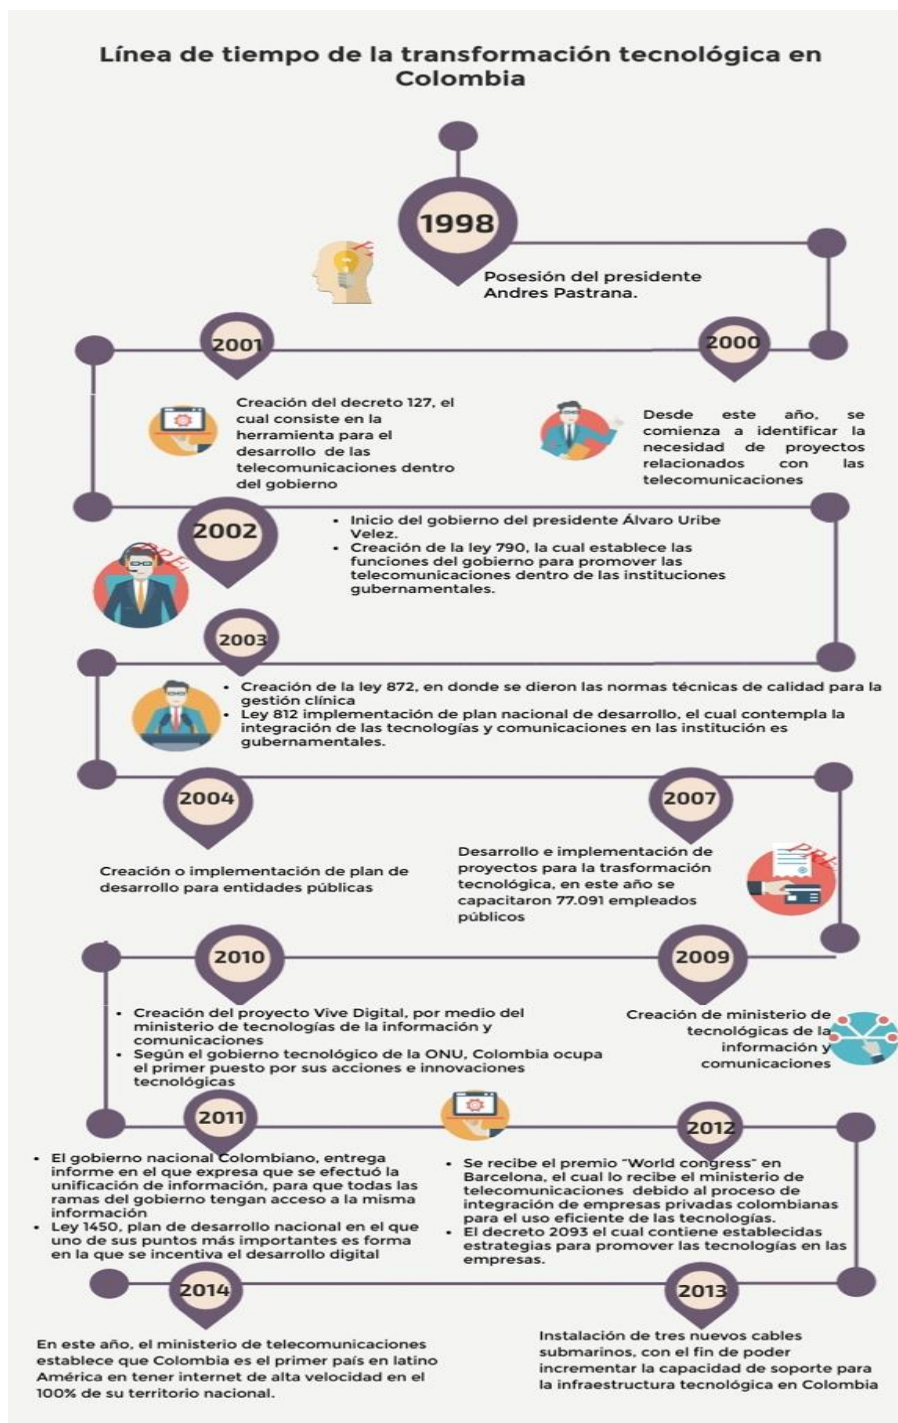 Línea de tiempo de la transformación tecnológica en
Colombia
1998
Posesión del presidente
Andres Pastrana.
2000
Desde este año, se
comienza a identificar la
necesidad de proyectos
relacionados con las
telecomunicaciones
2001
Creación del decreto 127, el
cual consiste en la
herramienta para el
desarrollo de las
telecomunicaciones dentro
del gobierno
2002
• Inicio del gobierno del presidente Álvaro Uribe
Velez.
• Creación de la ley 790, la cual establece las
funciones del gobierno para promover las
telecomunicaciones dentro de las instituciones
gubernamentales.
PRE
2003
• Creación de la ley 872, en donde se dieron las normas técnicas de calidad para la
gestión clínica
• Ley 812 implementación de plan nacional de desarrollo, el cual contempla la
integración de las tecnologías y comunicaciones en las institución es
gubernamentales.
2004
Creación o implementación de plan de
desarrollo para entidades públicas
2007
Desarrollo e implementación de
proyectos para la trasformación
tecnológica, en este año se
capacitaron 77.091 empleados
públicos
PRE
2009
Creación de ministerio de
tecnológicas de la
información y
comunicaciones
2010
• Creación del proyecto Vive Digital, por medio del
ministerio de tecnologías de la información y
comunicaciones
• Según el gobierno tecnológico de la ONU, Colombia ocupa
el primer puesto por sus acciones e innovaciones
tecnológicas
2011
• El gobierno nacional Colombiano, entrega
informe en el que expresa que se efectuó la
unificación de información, para que todas las
ramas del gobierno tengan acceso a la misma
información
• Ley 1450, plan de desarrollo nacional en el que
uno de sus puntos más importantes es forma
en la que se incentiva el desarrollo digital
2012
• Se recibe el premio “World congress” en
Barcelona, el cual lo recibe el ministerio de
telecomunicaciones debido al proceso de
integración de empresas privadas colombianas
para el uso eficiente de las tecnologías.
• El decreto 2093 el cual contiene establecidas
estrategias para promover las tecnologías en las
empresas.
2013
Instalación de tres nuevos cables
submarinos, con el fin de poder
incrementar la capacidad de soporte para
la infraestructura tecnológica en Colombia
2014
En este año, el ministerio de telecomunicaciones
establece que Colombia es el primer país en latino
América en tener internet de alta velocidad en el
100% de su territorio nacional.